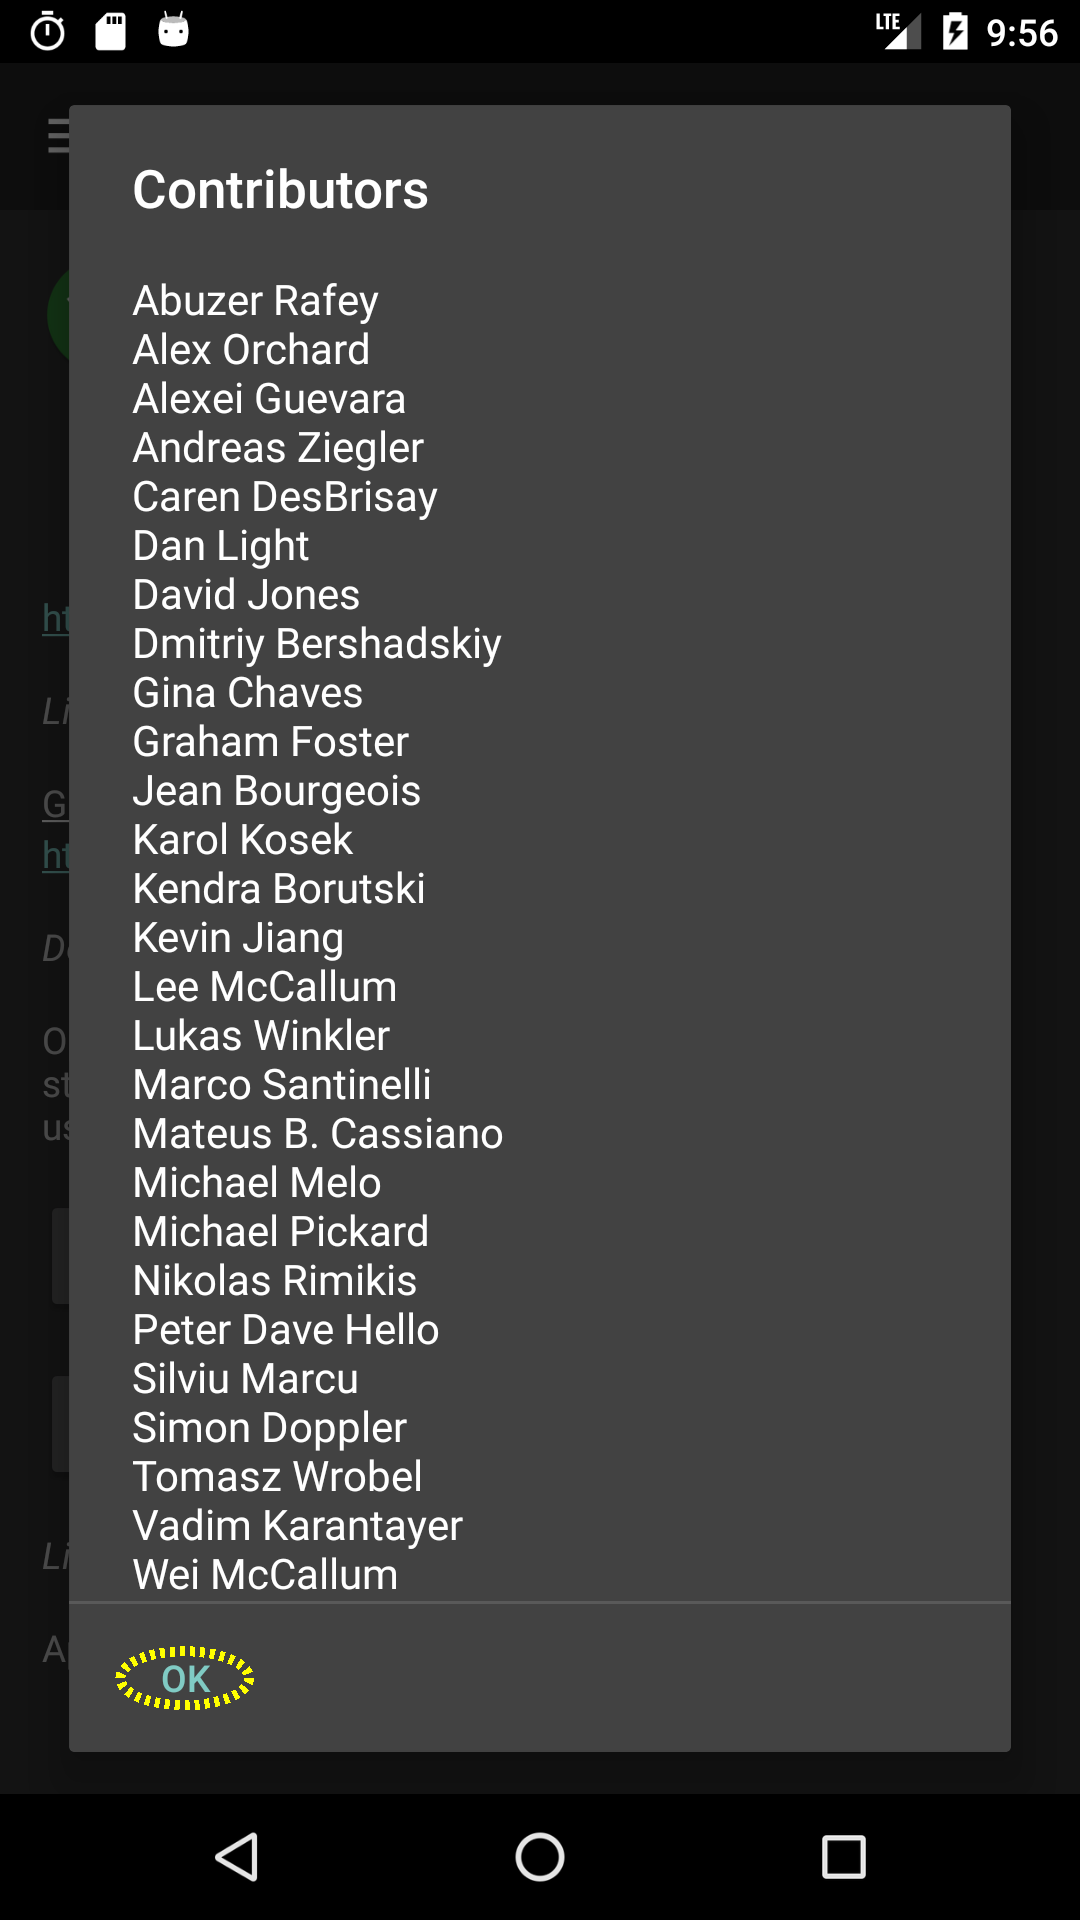 LTE 9:56
Contributors
Abuzer Rafey
Alex Orchard
Alexei Guevara
Andreas Ziegler
Caren DesBrisay
Dan Light
David Jones
Dmitriy Bershadskiy
Gina Chaves
Graham Foster
Jean Bourgeois
Karol Kosek
Kendra Borutski
Kevin Jiang
Lee McCallum
Lukas Winkler
Marco Santinelli
Mateus B. Cassiano
Michael Melo
Michael Pickard
Nikolas Rimikis
Peter Dave Hello
Silviu Marcu
Simon Doppler
Tomasz Wrobel
Vadim Karantayer
Wei McCallum
OK